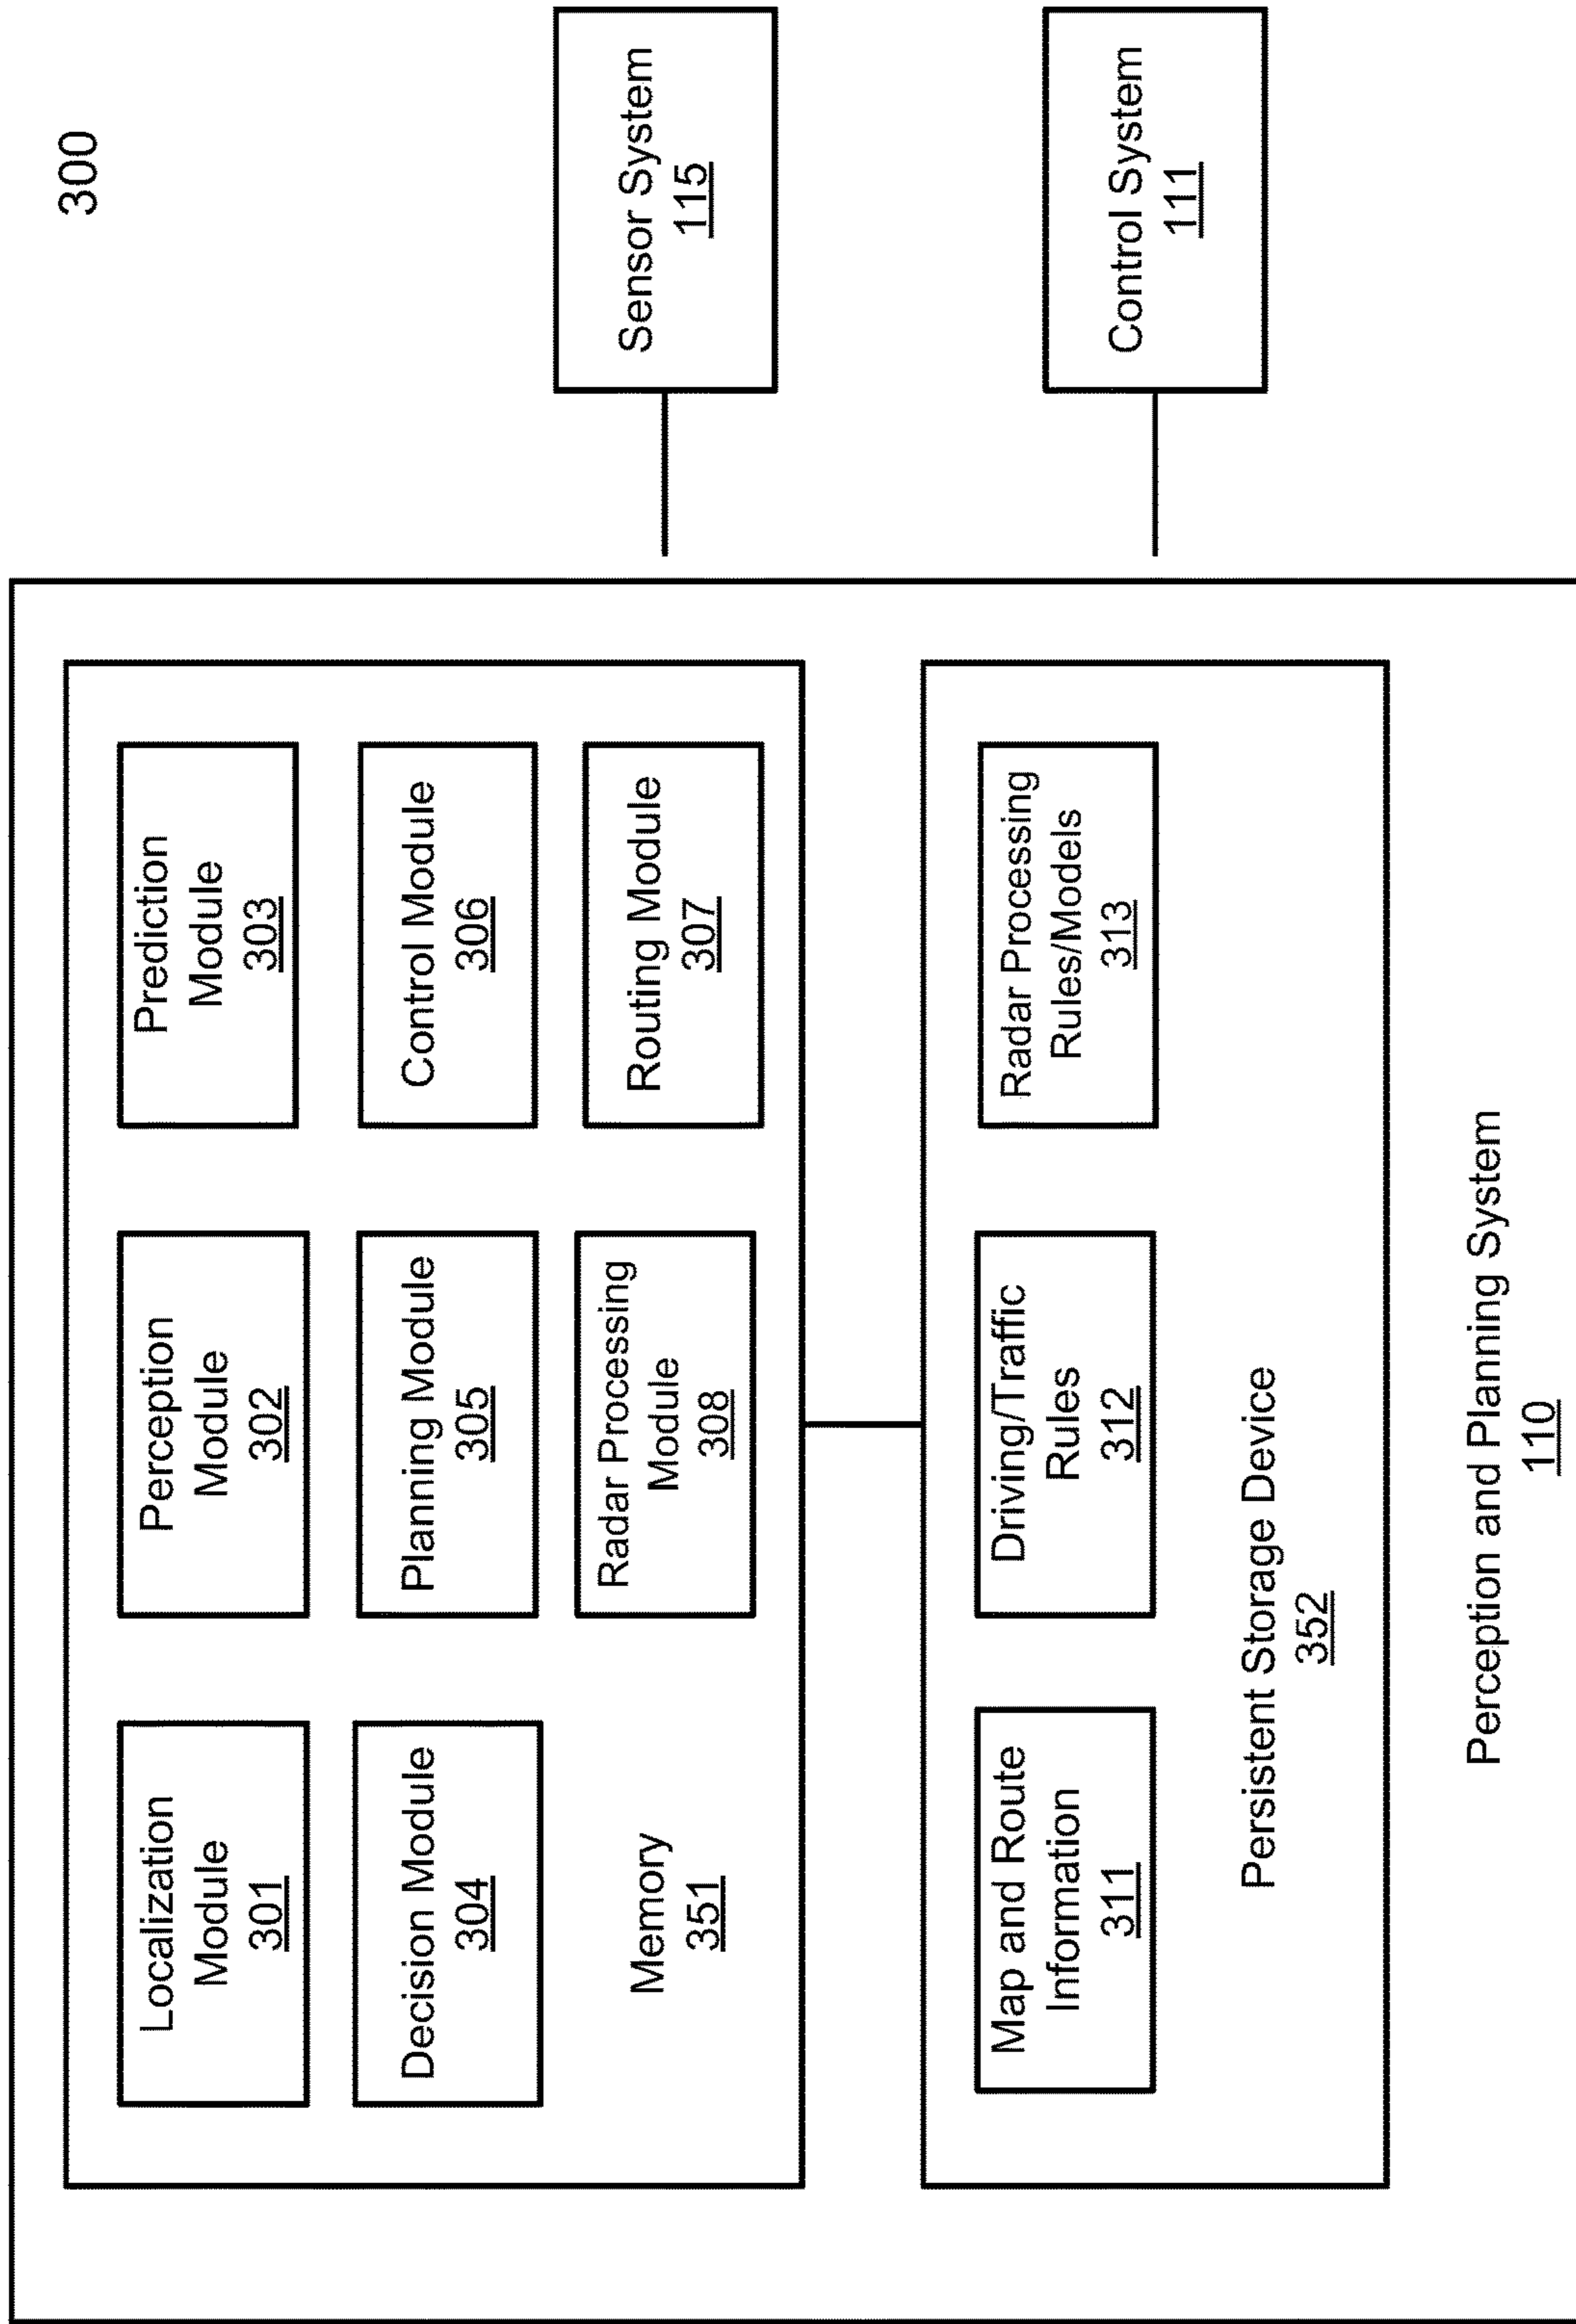 300
Localization
Module
301
Perception
Module
302
Prediction
Module
303
Decision Module
304
Planning Module
305
Control Module
306
Memory
351
Radar Processing
Module
308
Routing Module
307
Map and Route
Information
311
Driving/Traffic
Rules
312
Radar Processing
Rules/Models
313
Persistent Storage Device
352
Perception and Planning System
110
Sensor System
115
Control System
111